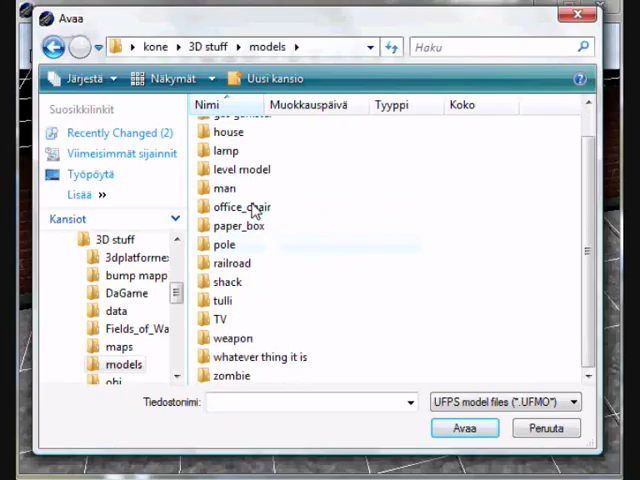 Avaa
kone ▸ 3D stuff ▸ models ▸
Haku
Järjestä Näkymät Uusi kansio
Suosikkilinkit
Recently Changed (2)
Viimeisimmät sijainnit
Työpöytä
Lisää »
Kansiot
3D stuff
3dplatforme
bump mapp
DaGame
data
Fields_of_Wa
maps
models
obj
Nimi Muokkauspäivä Tyyppi Koko
house
lamp
level model
man
office_chair
paper_box
pole
railroad
shack
tulli
TV
weapon
whatever thing it is
zombie
Tiedostonimi:
UFPS model files (*.UFMO)
Avaa Peruuta